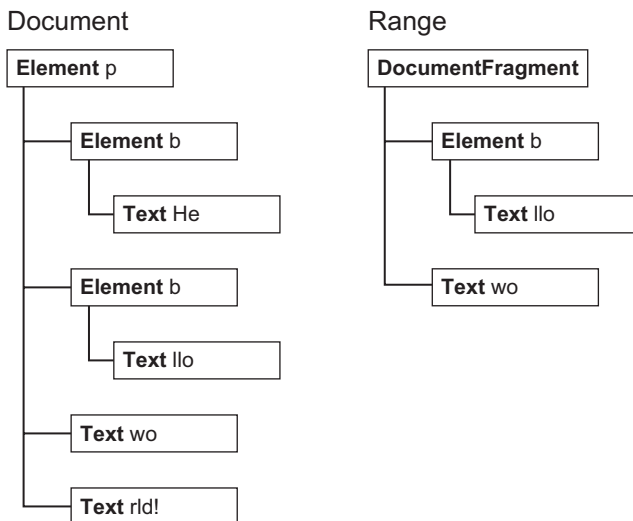 Document
Element p
Element b
Text He
Element b
Text llo
Text wo
Text rld!
Range
DocumentFragment
Element b
Text llo
Text wo